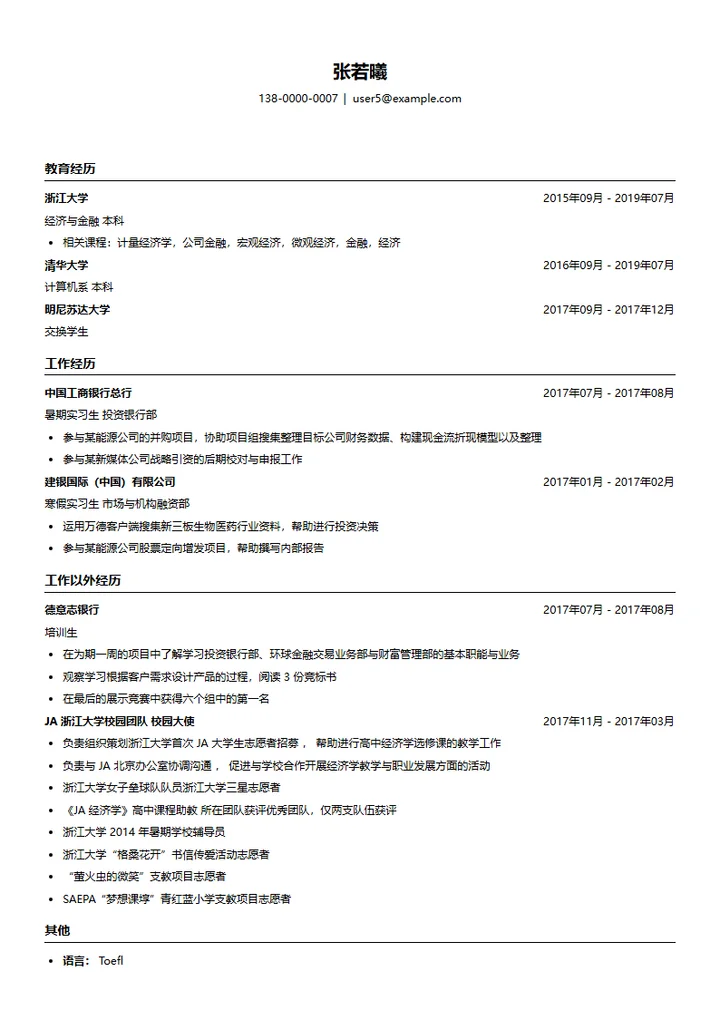 张若曦
138-0000-0007 | user5@example.com
教育经历
浙江大学 2015年09月 - 2019年07月
经济与金融 本科
• 相关课程：计量经济学，公司金融，宏观经济，微观经济，金融，经济
清华大学 2016年09月 - 2019年07月
计算机系 本科
明尼苏达大学 2017年09月 - 2017年12月
交换学生
工作经历
中国工商银行总行 2017年07月 - 2017年08月
暑期实习生 投资银行部
• 参与某能源公司的并购项目，协助项目组搜集整理目标公司财务数据、构建现金流折现模型以及整理
• 参与某新媒体公司战略引资的后期校对与申报工作
建银国际（中国）有限公司 2017年01月 - 2017年02月
寒假实习生 市场与机构融资部
• 运用万德客户端搜集新三板生物医药行业资料，帮助进行投资决策
• 参与某能源公司股票定向增发项目，帮助撰写内部报告
工作以外经历
德意志银行 2017年07月 - 2017年08月
培训生
• 在为期一周的项目中了解学习投资银行部、环球金融交易业务部与财富管理部的基本职能与业务
• 观察学习根据客户需求设计产品的过程，阅读 3 份竞标书
• 在最后的展示竞赛中获得六个组中的第一名
JA 浙江大学校园团队 校园大使 2017年11月 - 2017年03月
• 负责组织策划浙江大学首次 JA 大学生志愿者招募 ， 帮助进行高中经济学选修课的教学工作
• 负责与 JA 北京办公室协调沟通 ， 促进与学校合作开展经济学教学与职业发展方面的活动
• 浙江大学女子垒球队队员浙江大学三星志愿者
• 《JA 经济学》高中课程助教 所在团队获评优秀团队，仅两支队伍获评
• 浙江大学 2014 年暑期学校辅导员
• 浙江大学“格桑花开”书信传爱活动志愿者
• “萤火虫的微笑”支教项目志愿者
• SAEPA“梦想课埻”青红蓝小学支教项目志愿者
其他
• 语言： Toefl